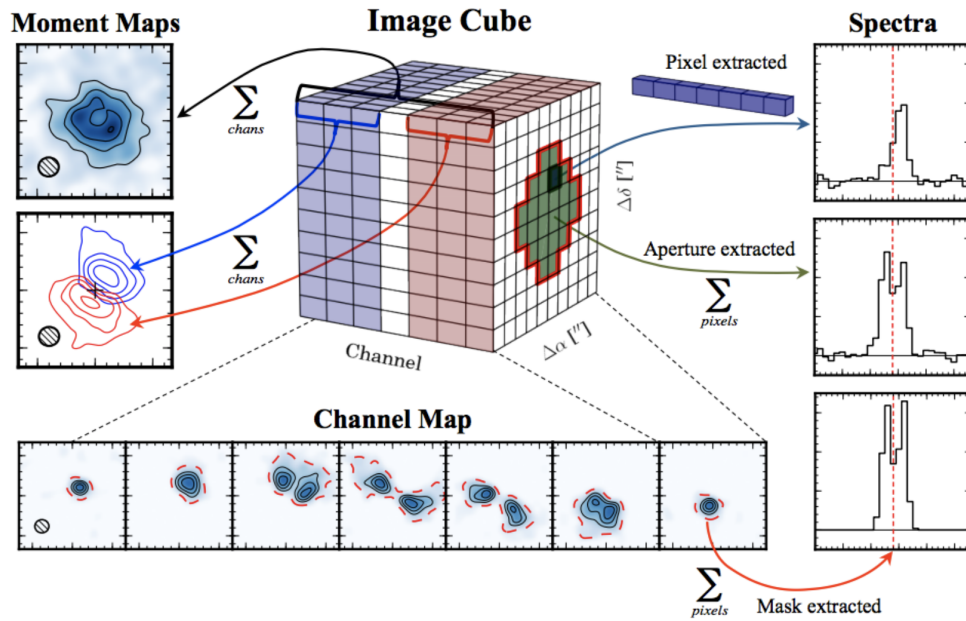 Moment Maps
Image Cube
Spectra
Pixel extracted
∑
chans
∑
chans
Δδ ["]
Aperture extracted
∑
pixels
Δα ["]
Channel
Channel Map
∑
pixels
Mask extracted